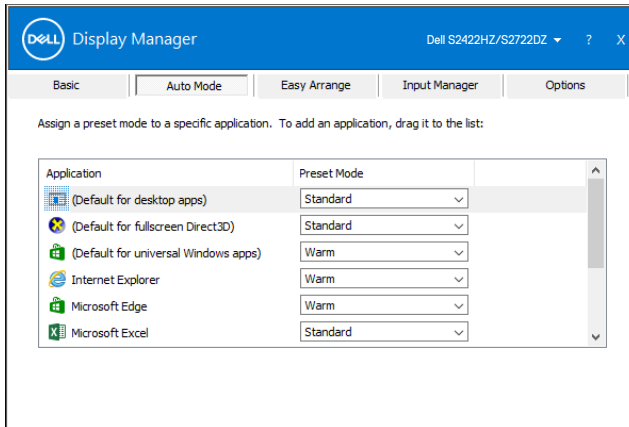 DELL Display Manager Dell S2422HZ/S2722DZ ? X
Basic Auto Mode Easy Arrange Input Manager Options
Assign a preset mode to a specific application. To add an application, drag it to the list:
Application Preset Mode
(Default for desktop apps) Standard
(Default for fullscreen Direct3D) Standard
(Default for universal Windows apps) Warm
Internet Explorer Warm
Microsoft Edge Warm
Microsoft Excel Standard